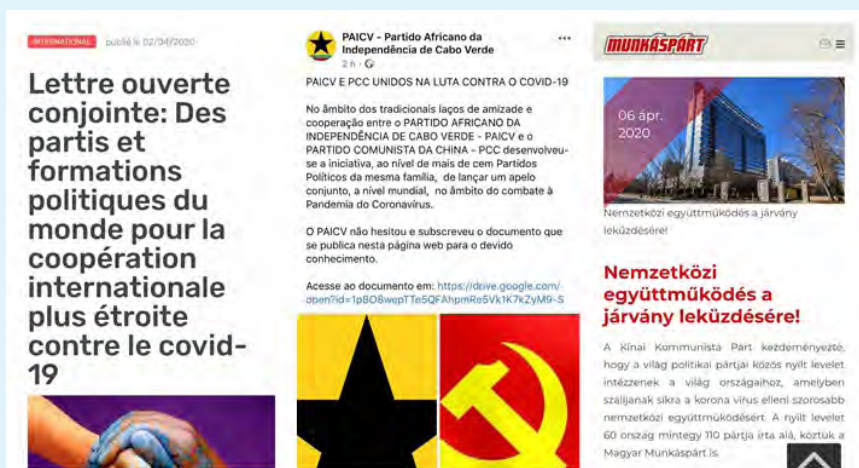 INTERNATIONAL publié le 02/04/2020
Lettre ouverte
conjointe: Des
partis et
formations
politiques du
monde pour la
coopération
internationale
plus étroite
contre le covid-
19
PAICV - Partido Africano da
Independência de Cabo Verde
2 h
PAICV E PCC UNIDOS NA LUTA CONTRA O COVID-19
No âmbito dos tradicionais laços de amizade e
cooperação entre o PARTIDO AFRICANO DA
INDEPENDÊNCIA DE CABO VERDE - PAICV e o
PARTIDO COMUNISTA DA CHINA - PCC desenvolveu-
se a iniciativa, ao nível de mais de cem Partidos
Políticos da mesma família, de lançar um apelo
conjunto, a nível mundial, no âmbito do combate à
Pandemia do Coronavírus.
O PAICV não hesitou e subscreveu o documento que
se publica nesta página web para o devido
conhecimento.
Acesse ao documento em: https://drive.google.com/
open?id=1pBO8wepTTe5QFAhpmRe5Vk1K7kZyM9-S
MUNKÁSPÁRT
06 ápr.
2020
Nemzetközi együttműködés a járvány
leküzdésére!
Nemzetközi
együttműködés a
járvány leküzdésére!
A Kínai Kommunista Párt kezdeményezte,
hogy a világ politikai pártjai közös nyílt levelet
intézzenek a világ országaihoz, amelyben
szálljanak síkra a korona vírus elleni szorosabb
nemzetközi együttműködésért. A nyílt levelet
60 ország mintegy 110 pártja írta alá, köztük a
Magyar Munkáspárt is.